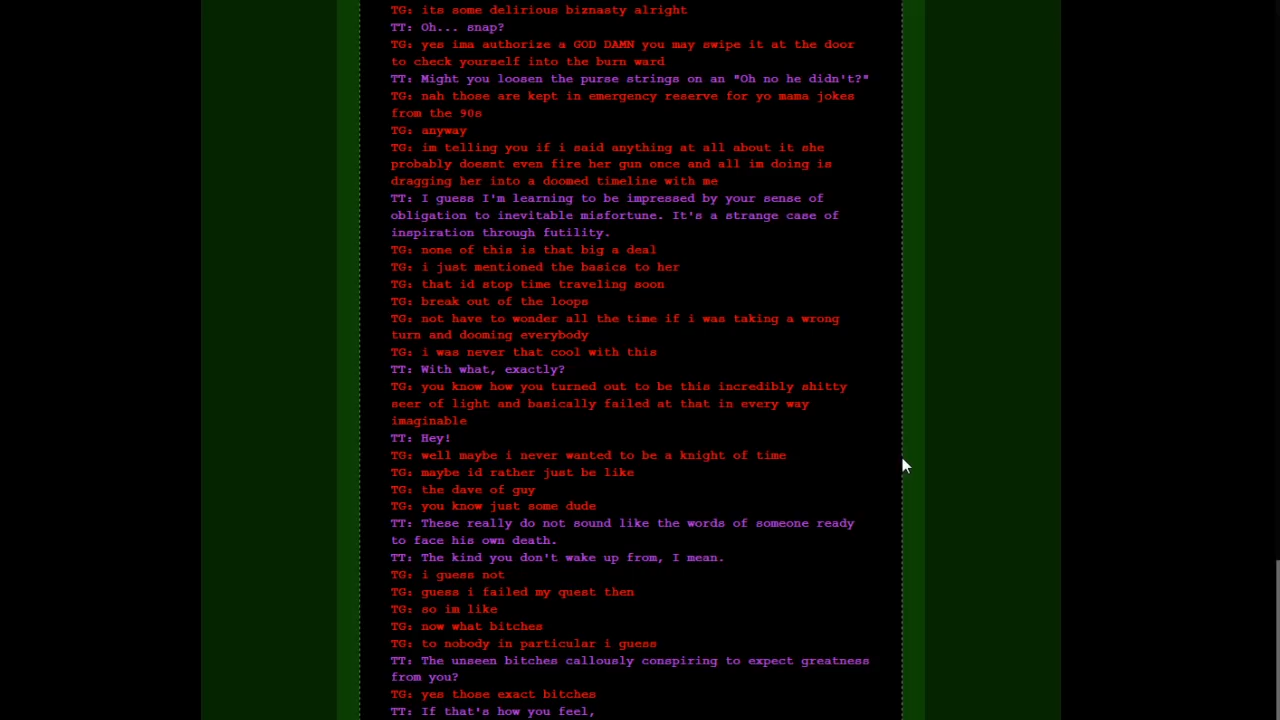 TG: its some delirious biznasty alright
TT: Oh... snap?
TG: yes ima authorize a GOD DAMN you may swipe it at the door
to check yourself into the burn ward
TT: Might you loosen the purse strings on an "Oh no he didn't?"
TG: nah those are kept in emergency reserve for yo mama jokes
from the 90s
TG: anyway
TG: im telling you if i said anything at all about it she
probably doesnt even fire her gun once and all im doing is
dragging her into a doomed timeline with me
TT: I guess I'm learning to be impressed by your sense of
obligation to inevitable misfortune. It's a strange case of
inspiration through futility.
TG: none of this is that big a deal
TG: i just mentioned the basics to her
TG: that id stop time traveling soon
TG: break out of the loops
TG: not have to wonder all the time if i was taking a wrong
turn and dooming everybody
TG: i was never that cool with this
TT: With what, exactly?
TG: you know how you turned out to be this incredibly shitty
seer of light and basically failed at that in every way
imaginable
TT: Hey!
TG: well maybe i never wanted to be a knight of time
TG: maybe id rather just be like
TG: the dave of guy
TG: you know just some dude
TT: These really do not sound like the words of someone ready
to face his own death.
TT: The kind you don't wake up from, I mean.
TG: i guess not
TG: guess i failed my quest then
TG: so im like
TG: now what bitches
TG: to nobody in particular i guess
TT: The unseen bitches callously conspiring to expect greatness
from you?
TG: yes those exact bitches
TT: If that's how you feel,